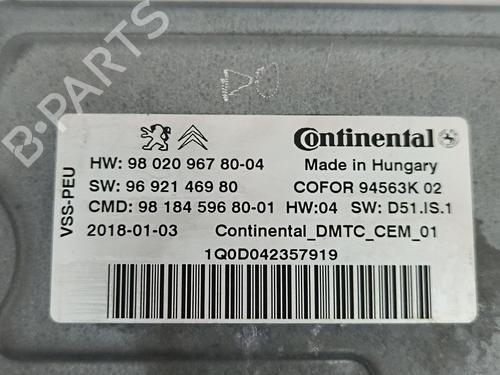 B-PARTS
VSS-PEU
Continental
HW: 98 020 967 80-04
Made in Hungary
SW: 96 921 469 80
COFOR 94563K 02
CMD: 98 184 596 80-01 HW:04 SW: D51.IS.1
2018-01-03 Continental_DMTC_CEM_01
1Q0D042357919